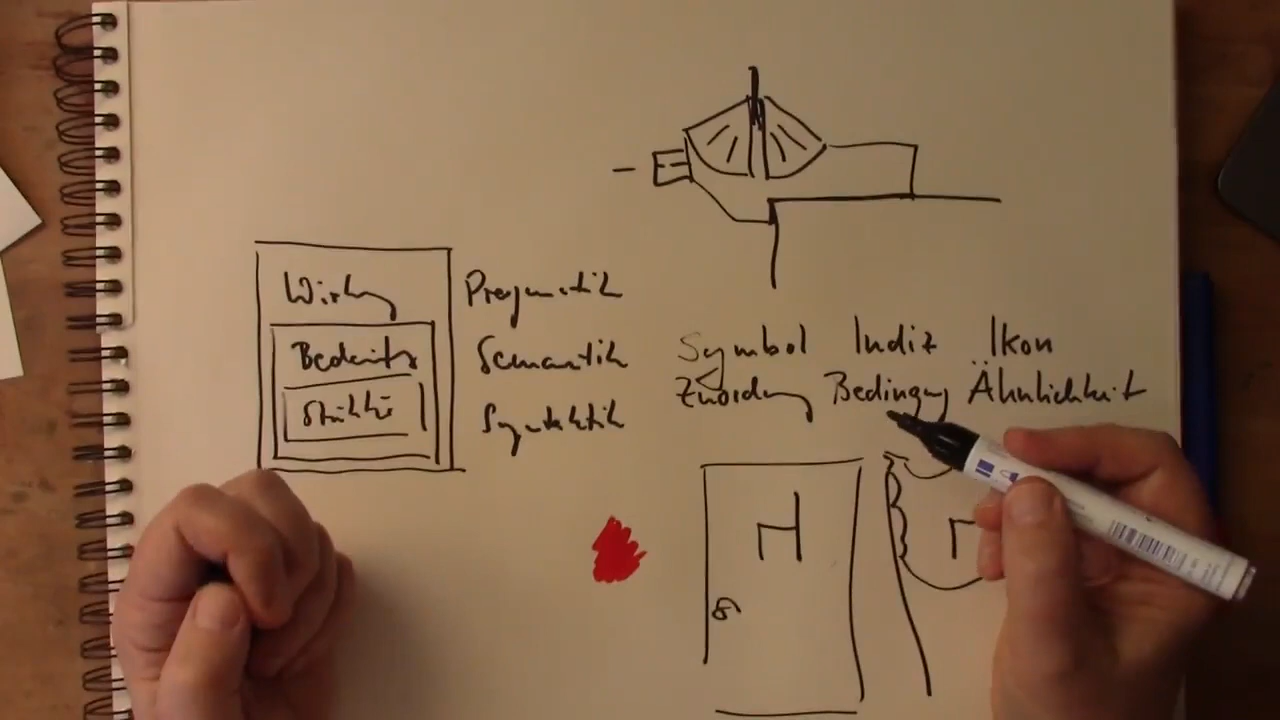 Wirkung Pragmatik
Bedeutung Semantik Symbol Indiz Ikon
Zuordnung Bedingung Ähnlichkeit
Struktur Syntaktik